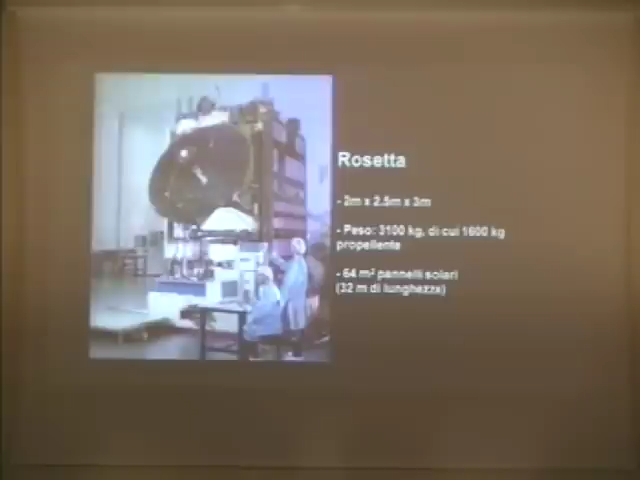 Rosetta
- 2m x 2.5m x 3m
- Peso: 3100 kg, di cui 1600 kg
propellente
- 64 m² pannelli solari
(32 m di lunghezza)